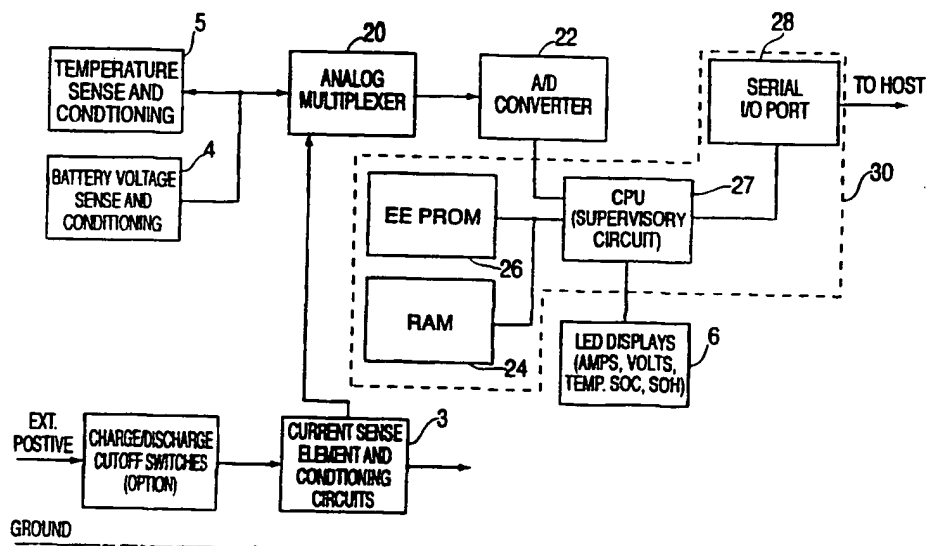 5
TEMPERATURE
SENSE AND
CONDTIONING
4
BATTERY VOLTAGE
SENSE AND
CONDITIONING
20
ANALOG
MULTIPLEXER
22
A/D
CONVERTER
28
SERIAL
I/O PORT
TO HOST
30
EE PROM
26
RAM
24
27
CPU
(SUPERVISORY
CIRCUIT)
6
LED DISPLAYS
(AMPS, VOLTS,
TEMP. SOC, SOH)
EXT.
POSTIVE
CHARGE/DISCHARGE
CUTOFF SWITCHES
(OPTION)
3
CURRENT SENSE
ELEMENT AND
CONDTIONING
CIRCUITS
GROUND